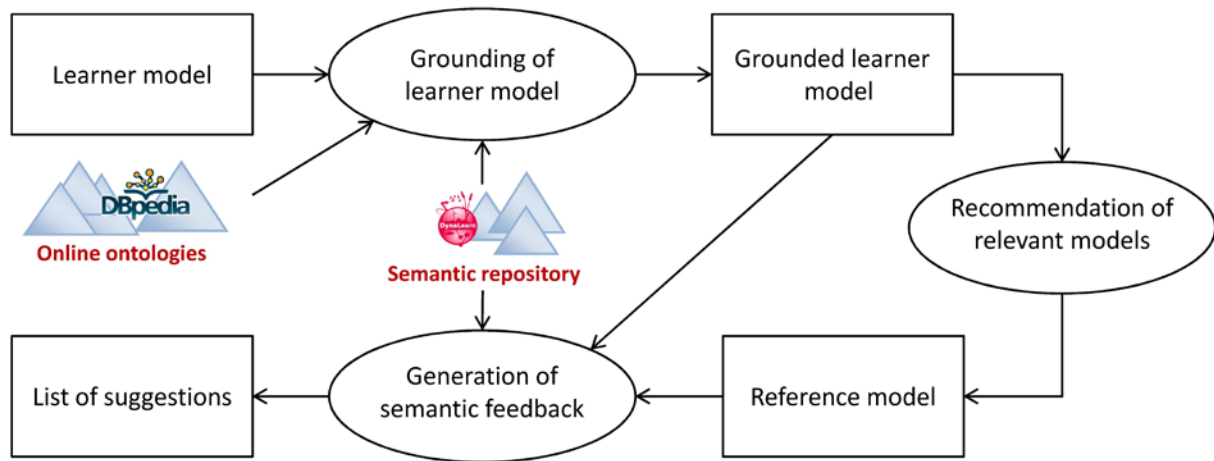 Learner model
Grounding of
learner model
Grounded learner
model
DBpedia
Online ontologies
DynaLearn
Semantic repository
Recommendation of
relevant models
List of suggestions
Generation of
semantic feedback
Reference model